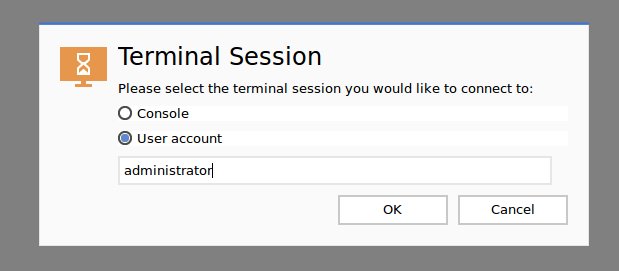 Terminal Session
Please select the terminal session you would like to connect to:
Console
User account
administrator
OK
Cancel